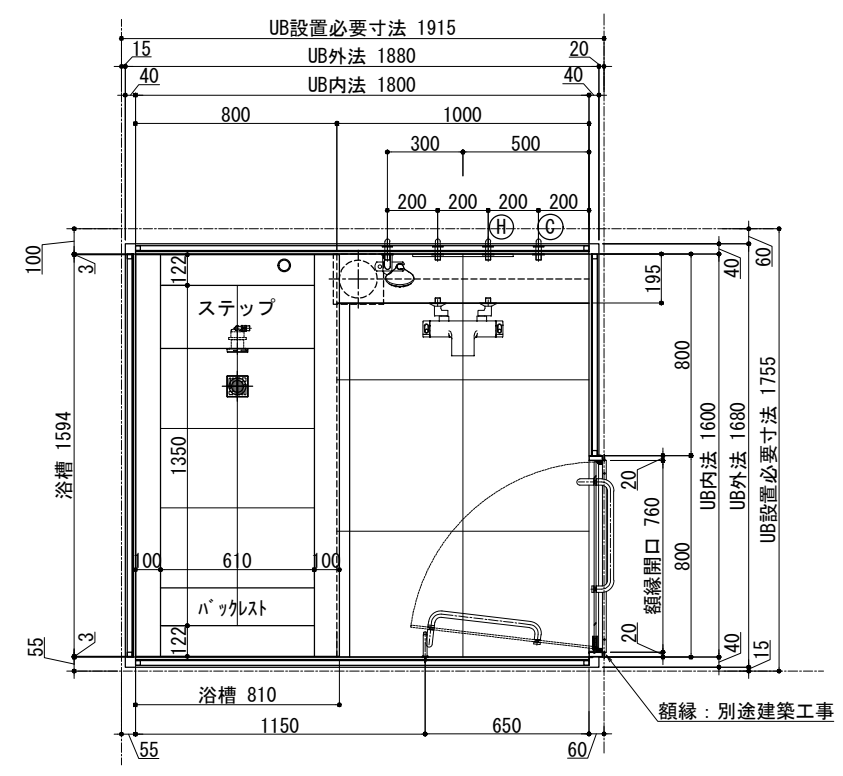 UB設置必要寸法 1915
15 UB外法 1880 20
40 UB内法 1800 40
800 1000
300 500
200 200 200 200
H C
100 3 122 40 60
195
ステップ
800
浴槽 1594
1350
UB内法 1600
UB外法 1680
UB設置必要寸法 1755
20
額縁開口 760
800
100 610 100
バックレスト
122
55 3 20 40 15
浴槽 810
額縁：別途建築工事
1150 650
55 60